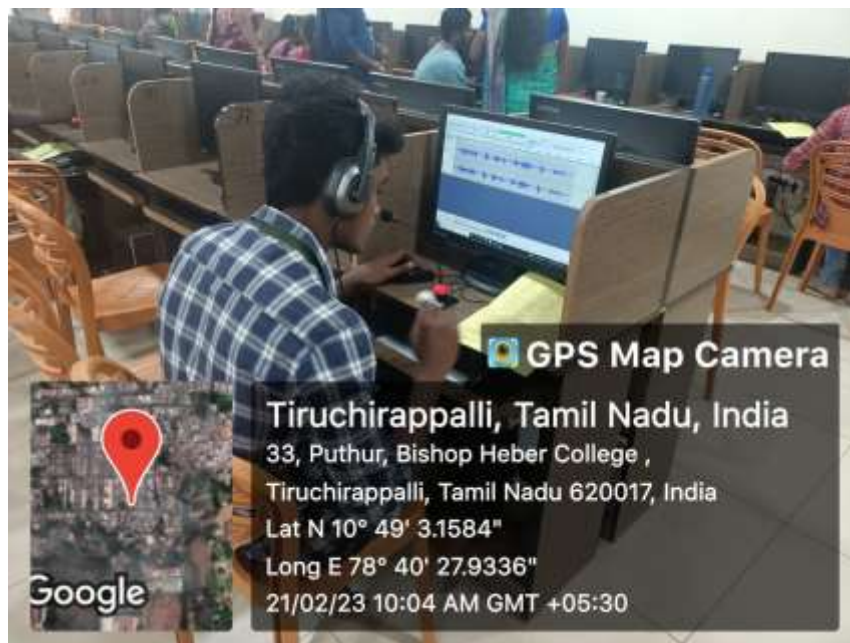 GPS Map Camera
Tiruchirappalli, Tamil Nadu, India
33, Puthur, Bishop Heber College ,
Tiruchirappalli, Tamil Nadu 620017, India
Lat N 10° 49' 3.1584"
Long E 78° 40' 27.9336"
21/02/23 10:04 AM GMT +05:30
Google